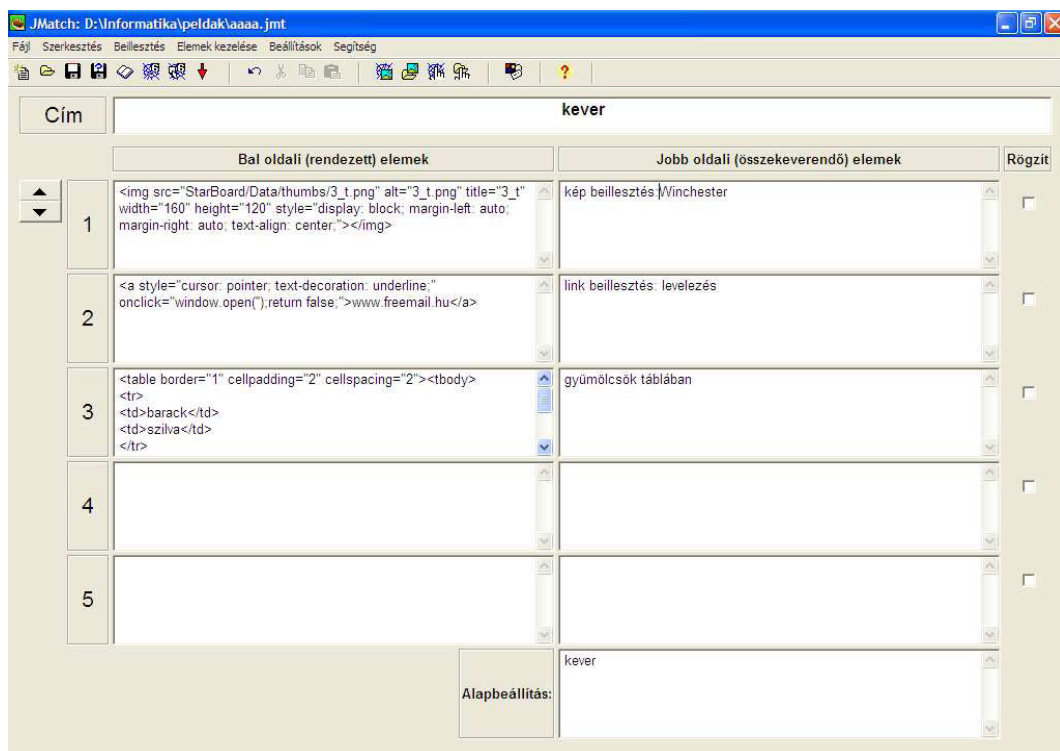 JMatch: D:\Informatika\peldak\aaaa.jmt
Fájl Szerkesztés Beillesztés Elemek kezelése Beállítások Segítség
Cím
kever
Bal oldali (rendezett) elemek
Jobb oldali (összekeverendő) elemek
Rögzít
1
<img src="StarBoard/Data/thumbs/3_t.png" alt="3_t.png" title="3_t"
width="160" height="120" style="display: block; margin-left: auto;
margin-right: auto; text-align: center;"></img>
kép beillesztés:Winchester
2
<a style="cursor: pointer; text-decoration: underline;"
onclick="window.open('');return false;">www.freemail.hu</a>
link beillesztés: levelezés
3
<table border="1" cellpadding="2" cellspacing="2"><tbody>
<tr>
<td>barack</td>
<td>szilva</td>
</tr>
gyümölcsök táblában
4
5
Alapbeállítás:
kever